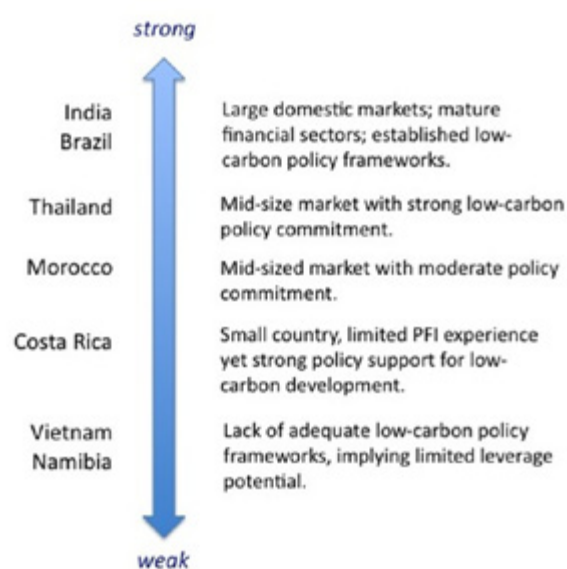 strong
India
Brazil
Large domestic markets; mature
financial sectors; established low-
carbon policy frameworks.
Thailand
Mid-size market with strong low-carbon
policy commitment.
Morocco
Mid-sized market with moderate policy
commitment.
Costa Rica
Small country, limited PFI experience
yet strong policy support for low-
carbon development.
Vietnam
Namibia
Lack of adequate low-carbon policy
frameworks, implying limited leverage
potential.
weak